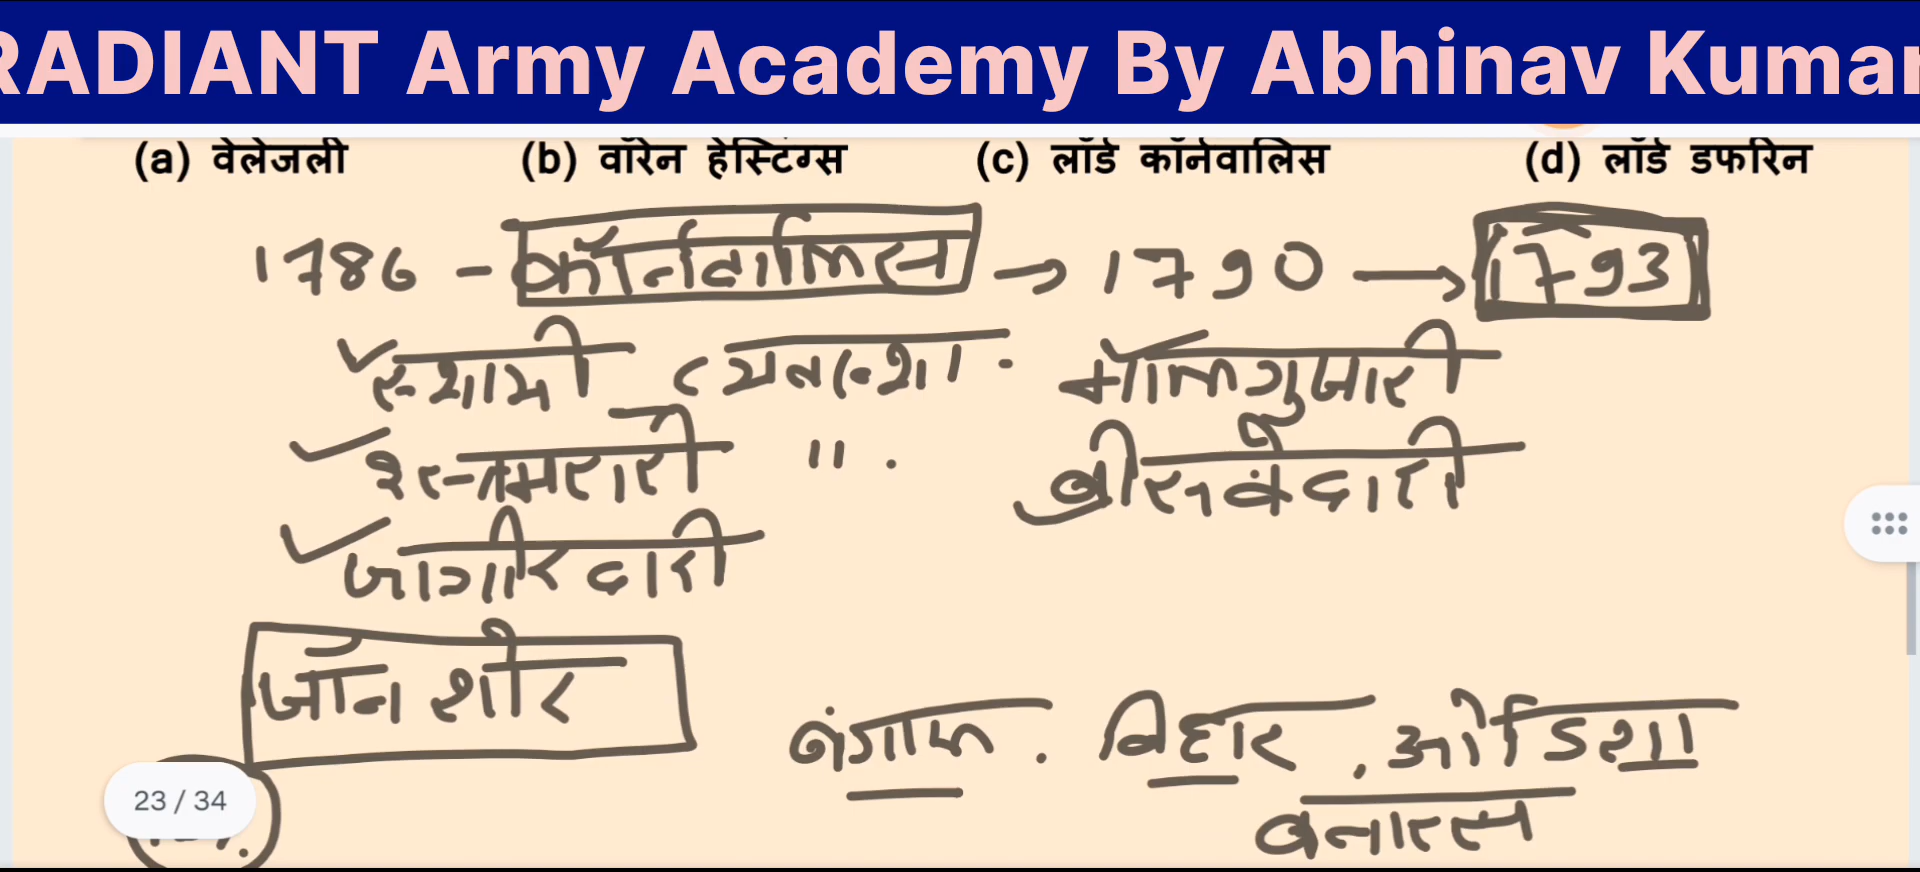 RADIANT Army Academy By Abhinav Kumar
(a) वेलेजली (b) वॉरेन हेस्टिंग्स (c) लॉर्ड कॉर्नवालिस (d) लॉर्ड डफरिन
1786 - कॉर्नवालिस → 1790 → 1793
स्थायी व्यवस्था . मालगुजारी
इस्तमरारी " . बीसवेदारी
जागीरदारी
जॉन शोर
बंगाल . बिहार , ओडिशा
23 / 34
बनारस